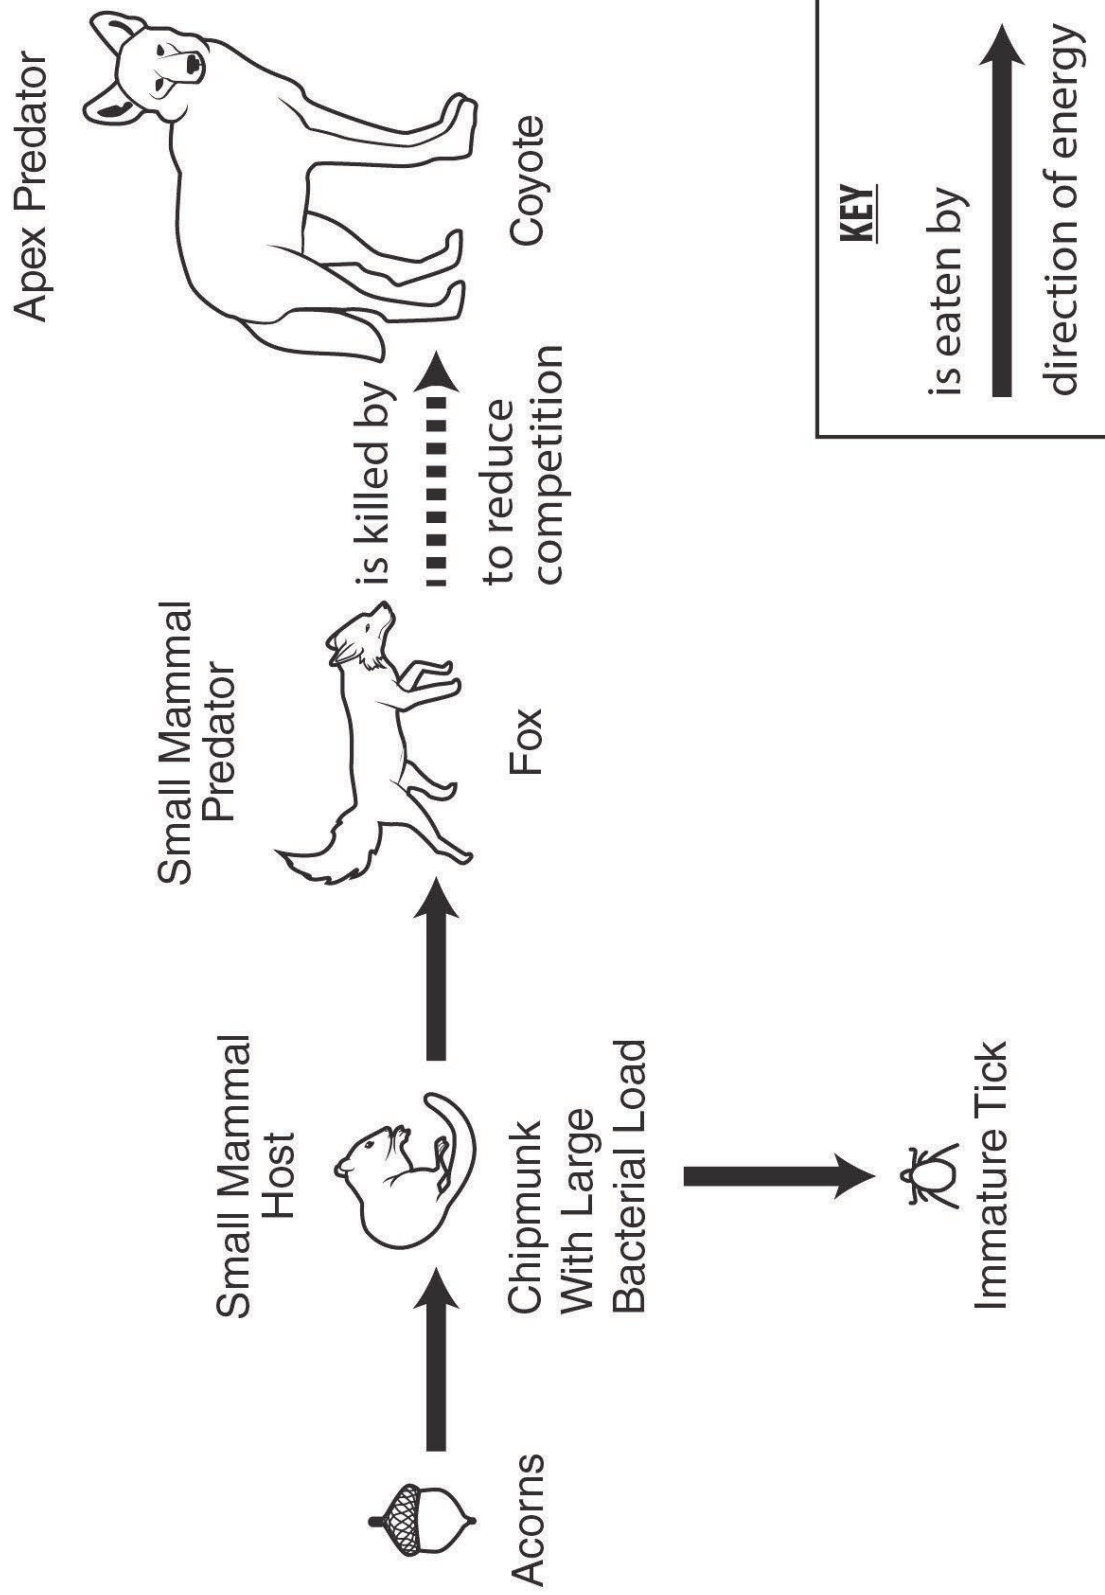 Apex Predator
Small Mammal
Predator
Small Mammal
Host
is killed by
to reduce
competition
Acorns
Chipmunk
With Large
Bacterial Load
Fox
Coyote
Immature Tick
KEY
is eaten by
direction of energy